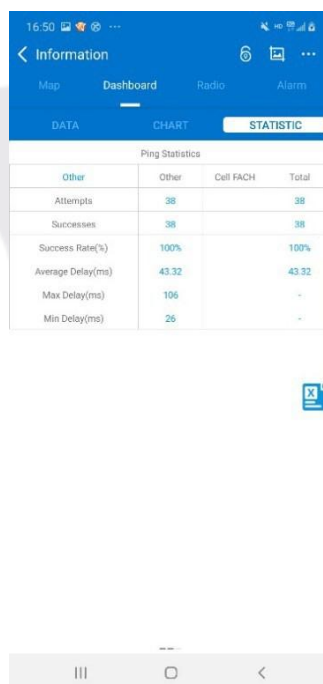 16:50 ... HD
Information ...
Map Dashboard Radio Alarm
DATA CHART STATISTIC
Ping Statistics
Other Other Cell FACH Total
Attempts 38 38
Successes 38 38
Success Rate(%) 100% 100%
Average Delay(ms) 43.32 43.32
Max Delay(ms) 106 -
Min Delay(ms) 26 -
X